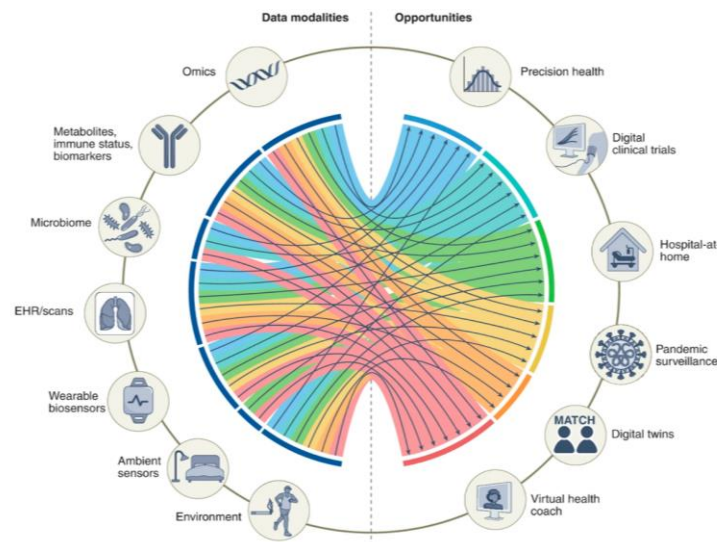 Data modalities
Opportunities
Omics
Metabolites,
immune status,
biomarkers
Microbiome
EHR/scans
Wearable
biosensors
Ambient
sensors
Environment
Precision health
Digital
clinical trials
Hospital-at
home
Pandemic
surveillance
MATCH
Digital twins
Virtual health
coach